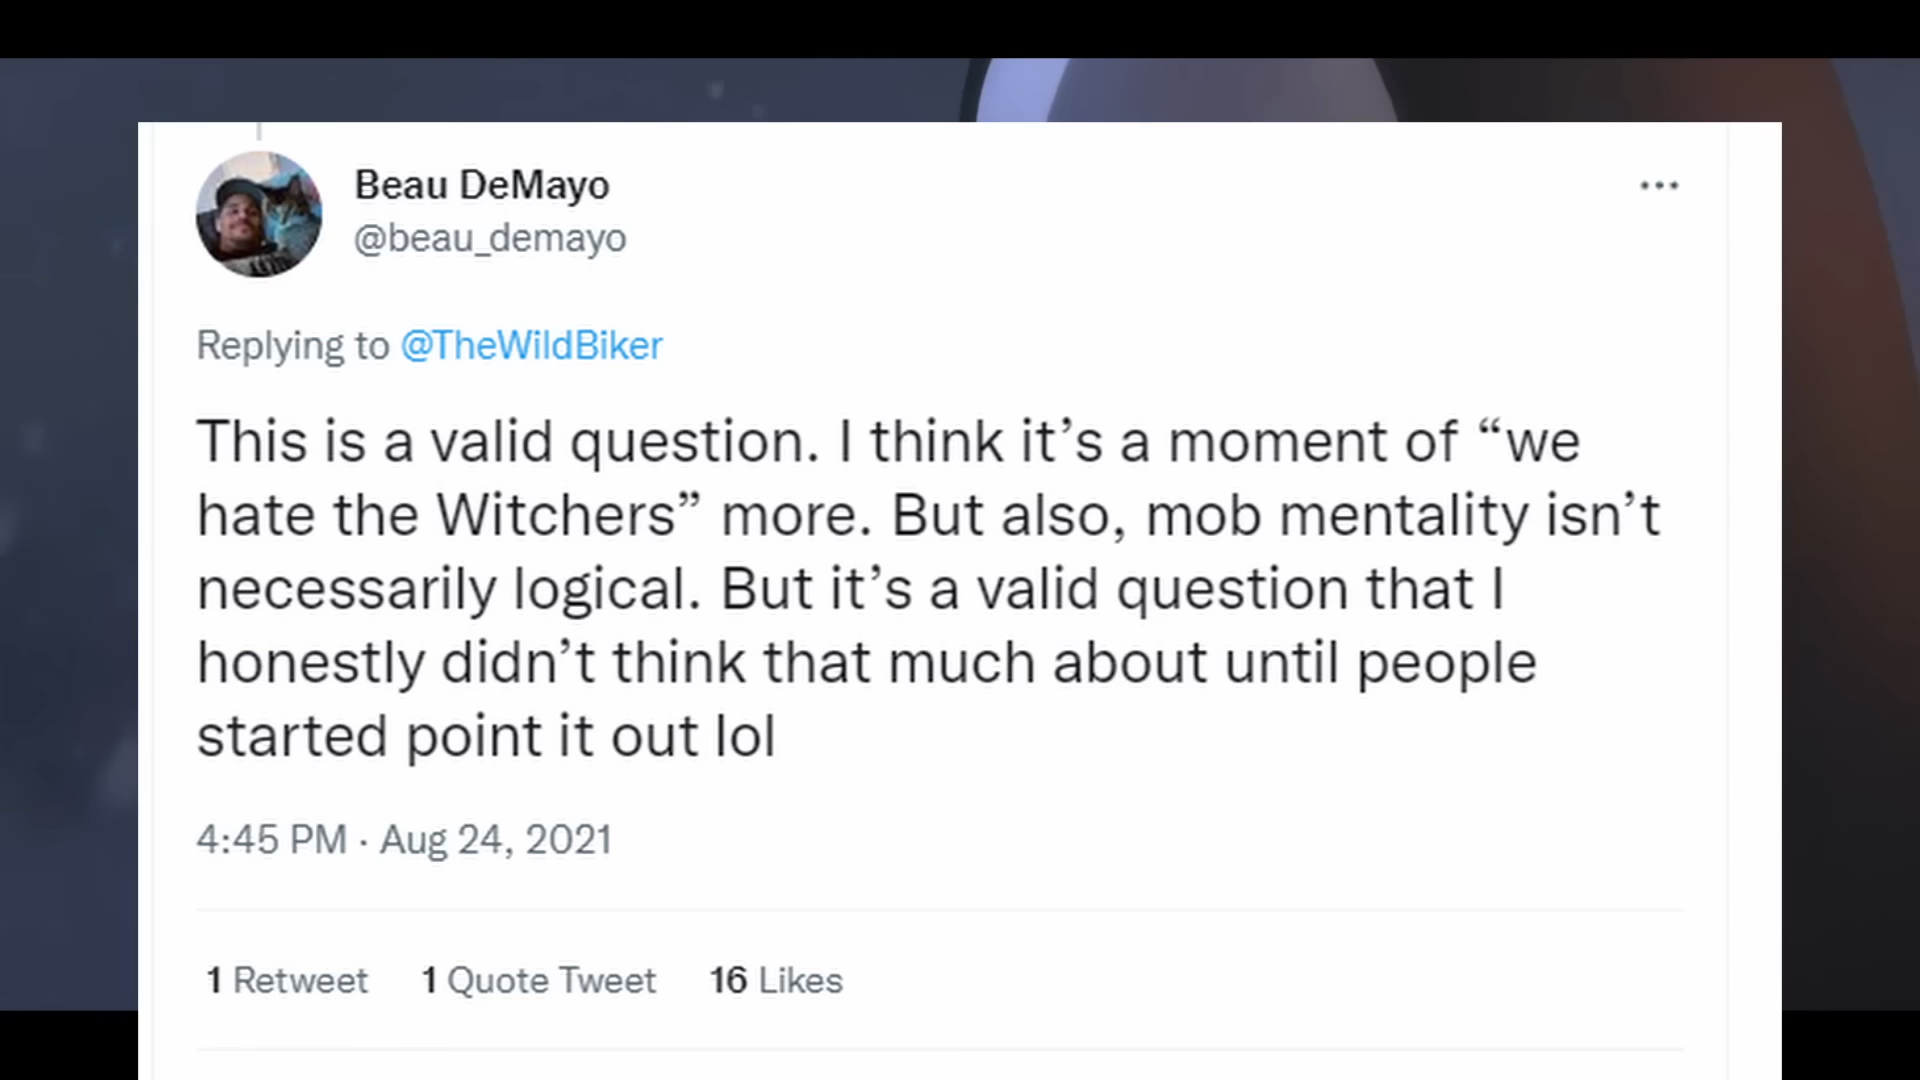 Beau DeMayo
@beau_demayo
Replying to @TheWildBiker
This is a valid question. I think it’s a moment of “we
hate the Witchers” more. But also, mob mentality isn’t
necessarily logical. But it’s a valid question that I
honestly didn’t think that much about until people
started point it out lol
4:45 PM · Aug 24, 2021
1 Retweet 1 Quote Tweet 16 Likes